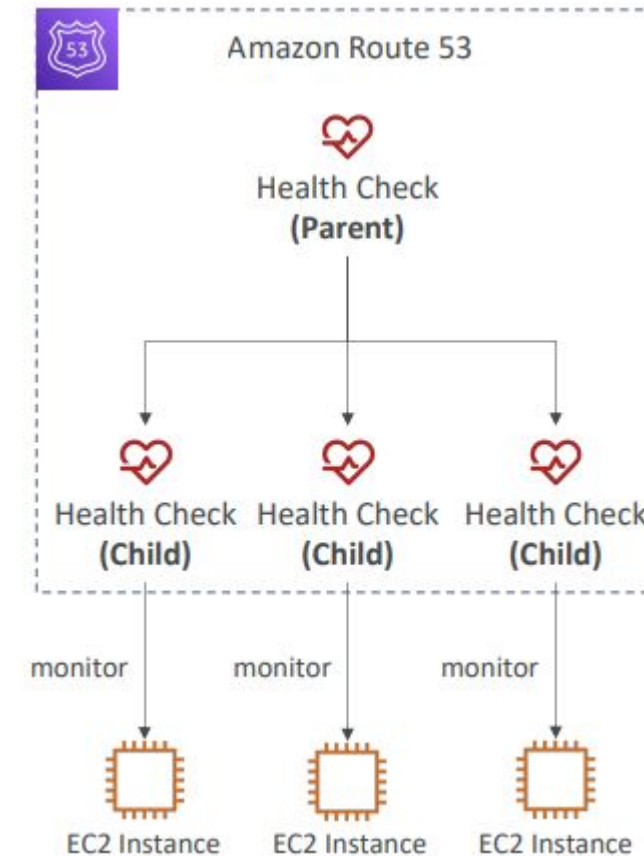 53
Amazon Route 53
Health Check
(Parent)
Health Check Health Check Health Check
(Child) (Child) (Child)
monitor monitor monitor
EC2 Instance EC2 Instance EC2 Instance